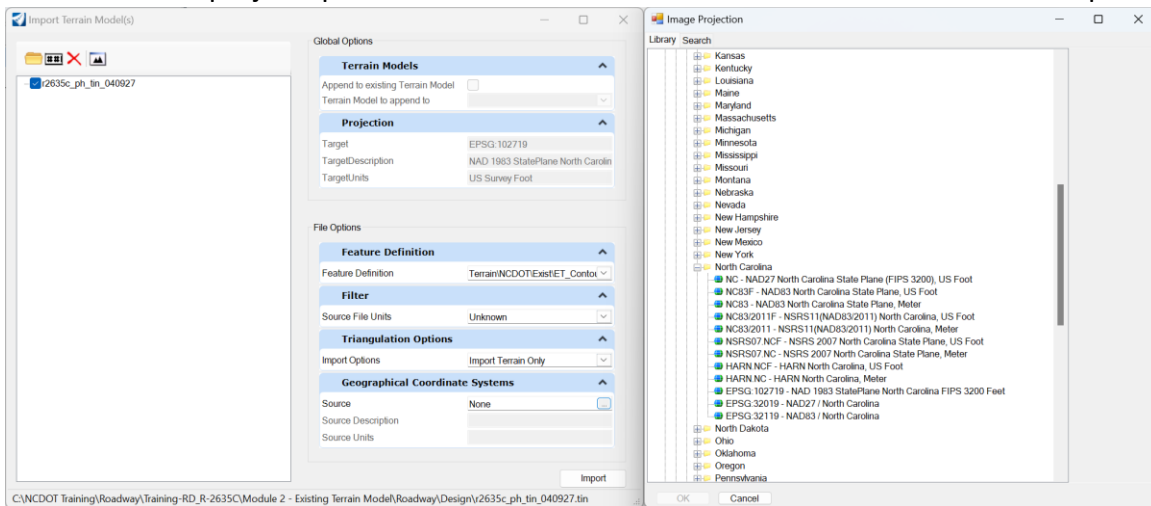 Import Terrain Model(s)
r2635c_ph_tin_040927
Global Options
Terrain Models
Append to existing Terrain Model
Terrain Model to append to
Projection
Target EPSG:102719
TargetDescription NAD 1983 StatePlane North Carolin
TargetUnits US Survey Foot
File Options
Feature Definition
Feature Definition Terrain\NCDOT\Exist\ET_Contou
Filter
Source File Units Unknown
Triangulation Options
Import Options Import Terrain Only
Geographical Coordinate Systems
Source None ...
Source Description
Source Units
Import
C:\NCDOT Training\Roadway\Training-RD_R-2635C\Module 2 - Existing Terrain Model\Roadway\Design\r2635c_ph_tin_040927.tin
Image Projection
Library Search
Kansas
Kentucky
Louisiana
Maine
Maryland
Massachusetts
Michigan
Minnesota
Mississippi
Missouri
Montana
Nebraska
Nevada
New Hampshire
New Jersey
New Mexico
New York
North Carolina
NC - NAD27 North Carolina State Plane (FIPS 3200), US Foot
NC83F - NAD83 North Carolina State Plane, US Foot
NC83 - NAD83 North Carolina State Plane, Meter
NC83/2011F - NSRS11(NAD83/2011) North Carolina, US Foot
NC83/2011 - NSRS11(NAD83/2011) North Carolina, Meter
NSRS07.NCF - NSRS 2007 North Carolina State Plane, US Foot
NSRS07.NC - NSRS 2007 North Carolina State Plane, Meter
HARN.NCF - HARN North Carolina, US Foot
HARN.NC - HARN North Carolina, Meter
EPSG:102719 - NAD 1983 StatePlane North Carolina FIPS 3200 Feet
EPSG:32019 - NAD27 / North Carolina
EPSG:32119 - NAD83 / North Carolina
North Dakota
Ohio
Oklahoma
Oregon
Pennsylvania
OK Cancel